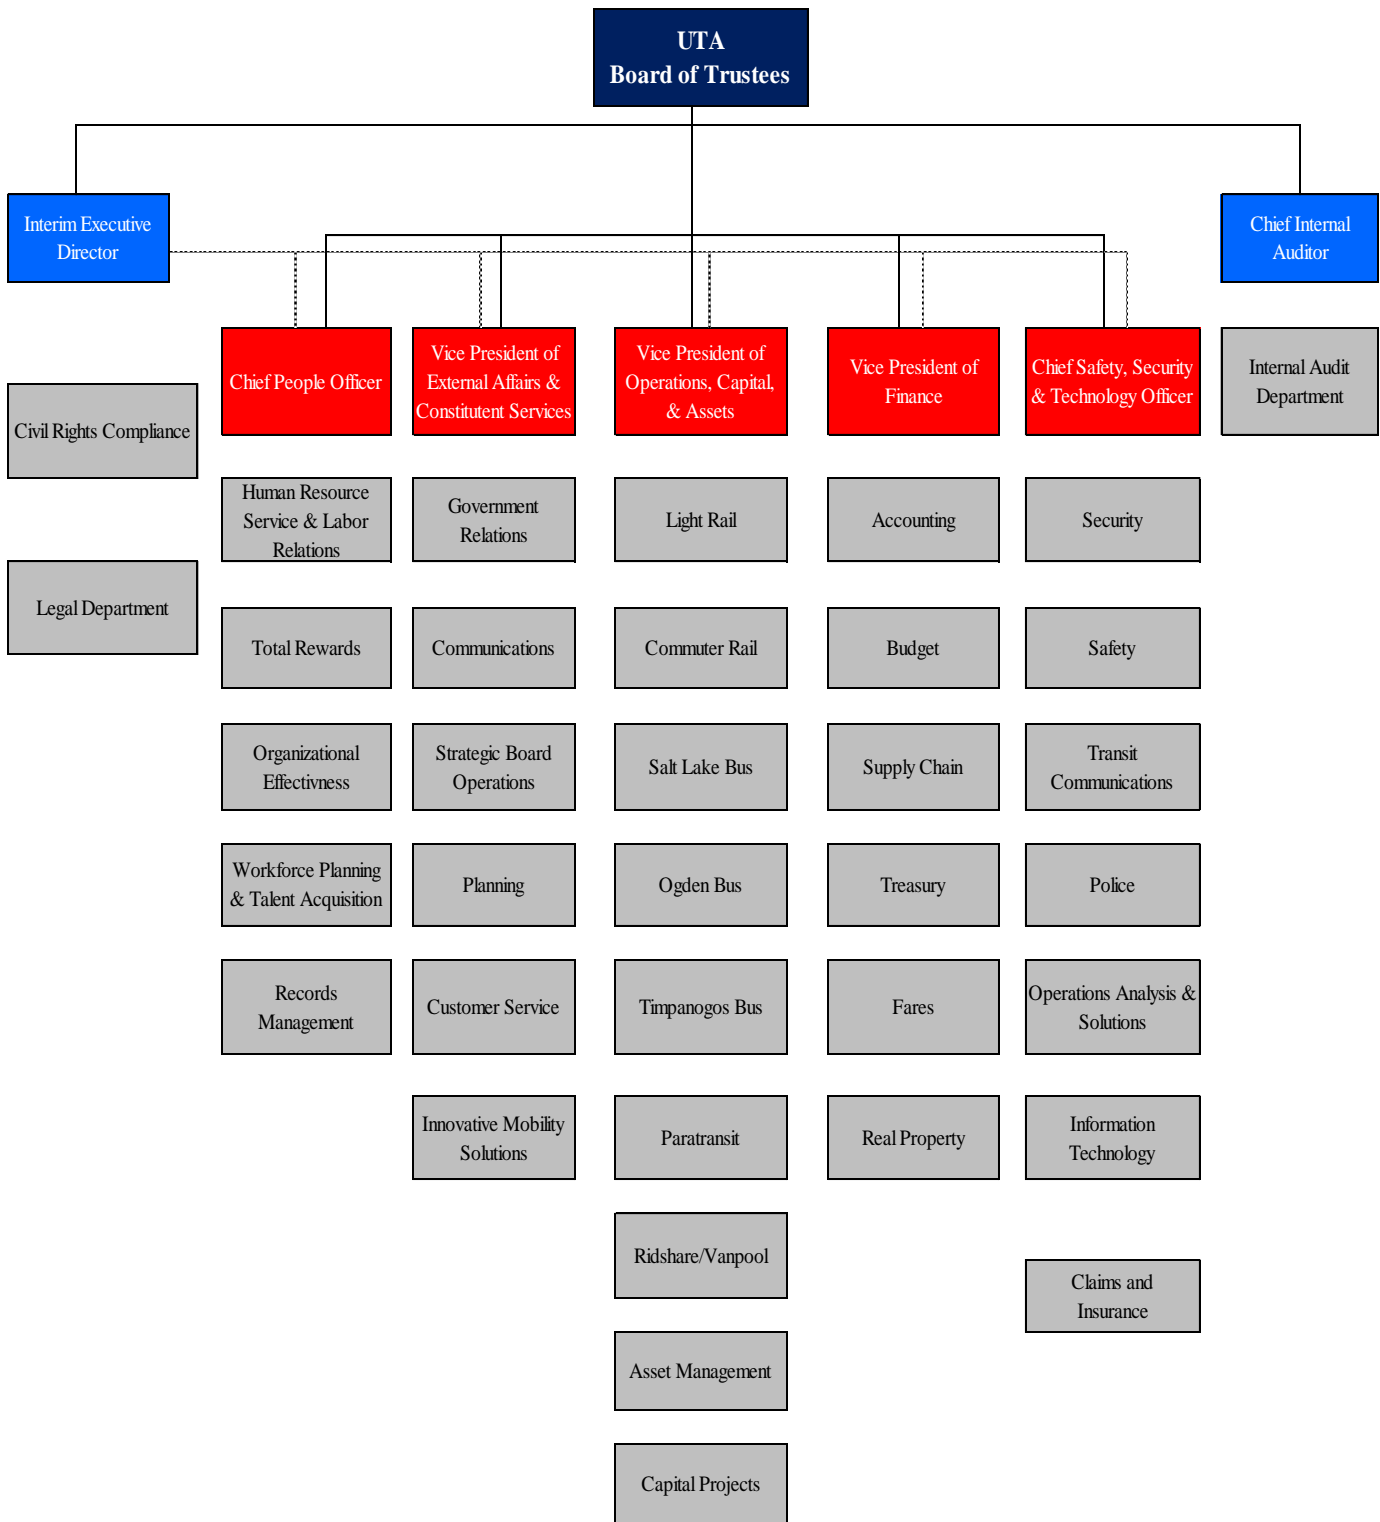 UTA
Board of Trustees
Interim Executive
Director
Chief Internal
Auditor
Chief People Officer
Vice President of
External Affairs &
Constitutent Services
Vice President of
Operations, Capital,
& Assets
Vice President of
Finance
Chief Safety, Security
& Technology Officer
Internal Audit
Department
Civil Rights Compliance
Human Resource
Service & Labor
Relations
Government
Relations
Light Rail
Accounting
Security
Legal Department
Total Rewards
Communications
Commuter Rail
Budget
Safety
Organizational
Effectivness
Strategic Board
Operations
Salt Lake Bus
Supply Chain
Transit
Communications
Workforce Planning
& Talent Acquisition
Planning
Ogden Bus
Treasury
Police
Records
Management
Customer Service
Timpanogos Bus
Fares
Operations Analysis &
Solutions
Innovative Mobility
Solutions
Paratransit
Real Property
Information
Technology
Ridshare/Vanpool
Claims and
Insurance
Asset Management
Capital Projects